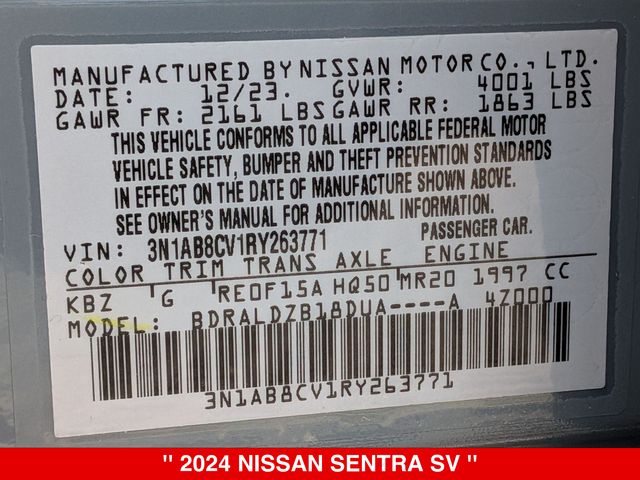 MANUFACTURED BY NISSAN MOTOR CO., LTD.
DATE: 12/23. GVWR: 4001 LBS
GAWR FR: 2161 LBS GAWR RR: 1863 LBS
THIS VEHICLE CONFORMS TO ALL APPLICABLE FEDERAL MOTOR
VEHICLE SAFETY, BUMPER AND THEFT PREVENTION STANDARDS
IN EFFECT ON THE DATE OF MANUFACTURE SHOWN ABOVE.
SEE OWNER'S MANUAL FOR ADDITIONAL INFORMATION.
VIN: 3N1AB8CV1RY263771 PASSENGER CAR.
COLOR TRIM TRANS AXLE ENGINE
KBZ G RE0F15A HQ50 MR20 1997 CC
MODEL: BDRALDZB18DUA----A 4Z000
3N1AB8CV1RY263771
" 2024 NISSAN SENTRA SV "